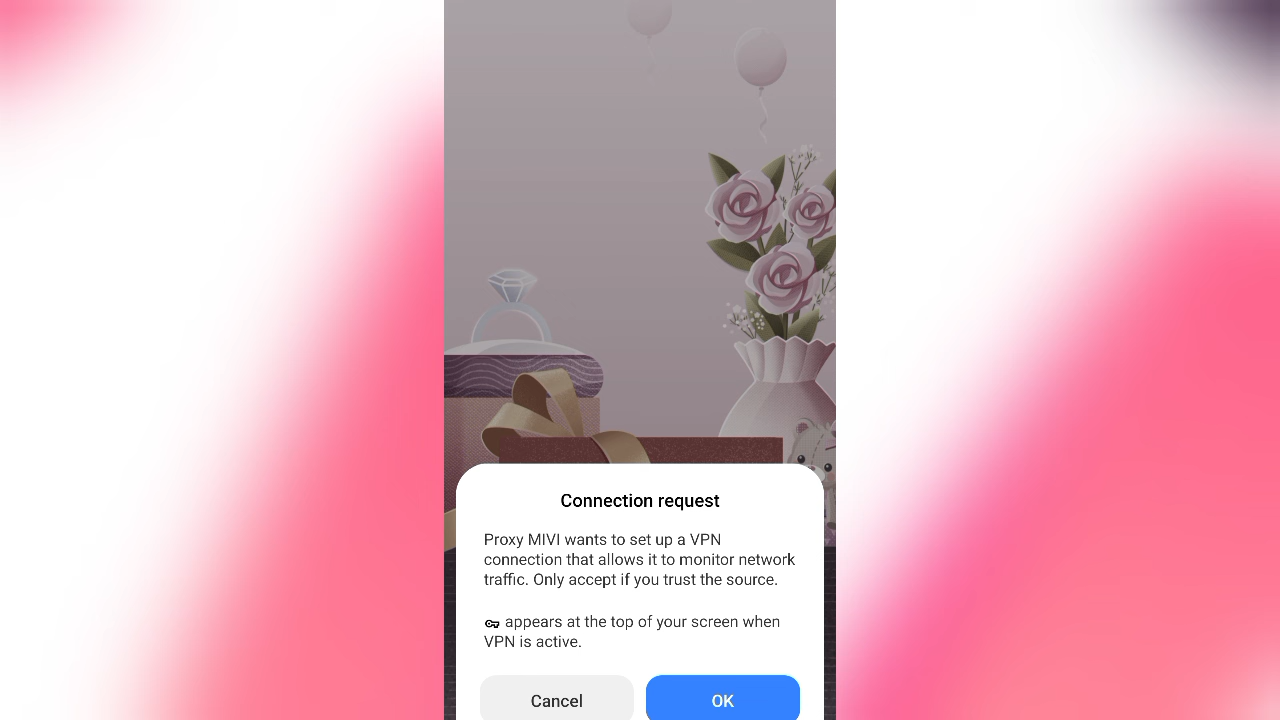 Connection request
Proxy MIVI wants to set up a VPN
connection that allows it to monitor network
traffic. Only accept if you trust the source.
appears at the top of your screen when
VPN is active.
Cancel
OK